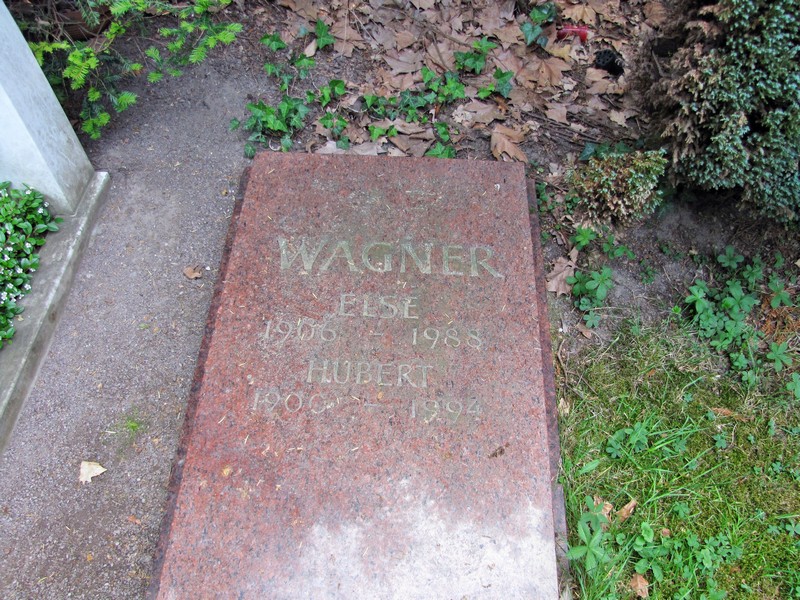 WAGNER
ELSE
1906 – 1988
HUBERT
1900 – 1994